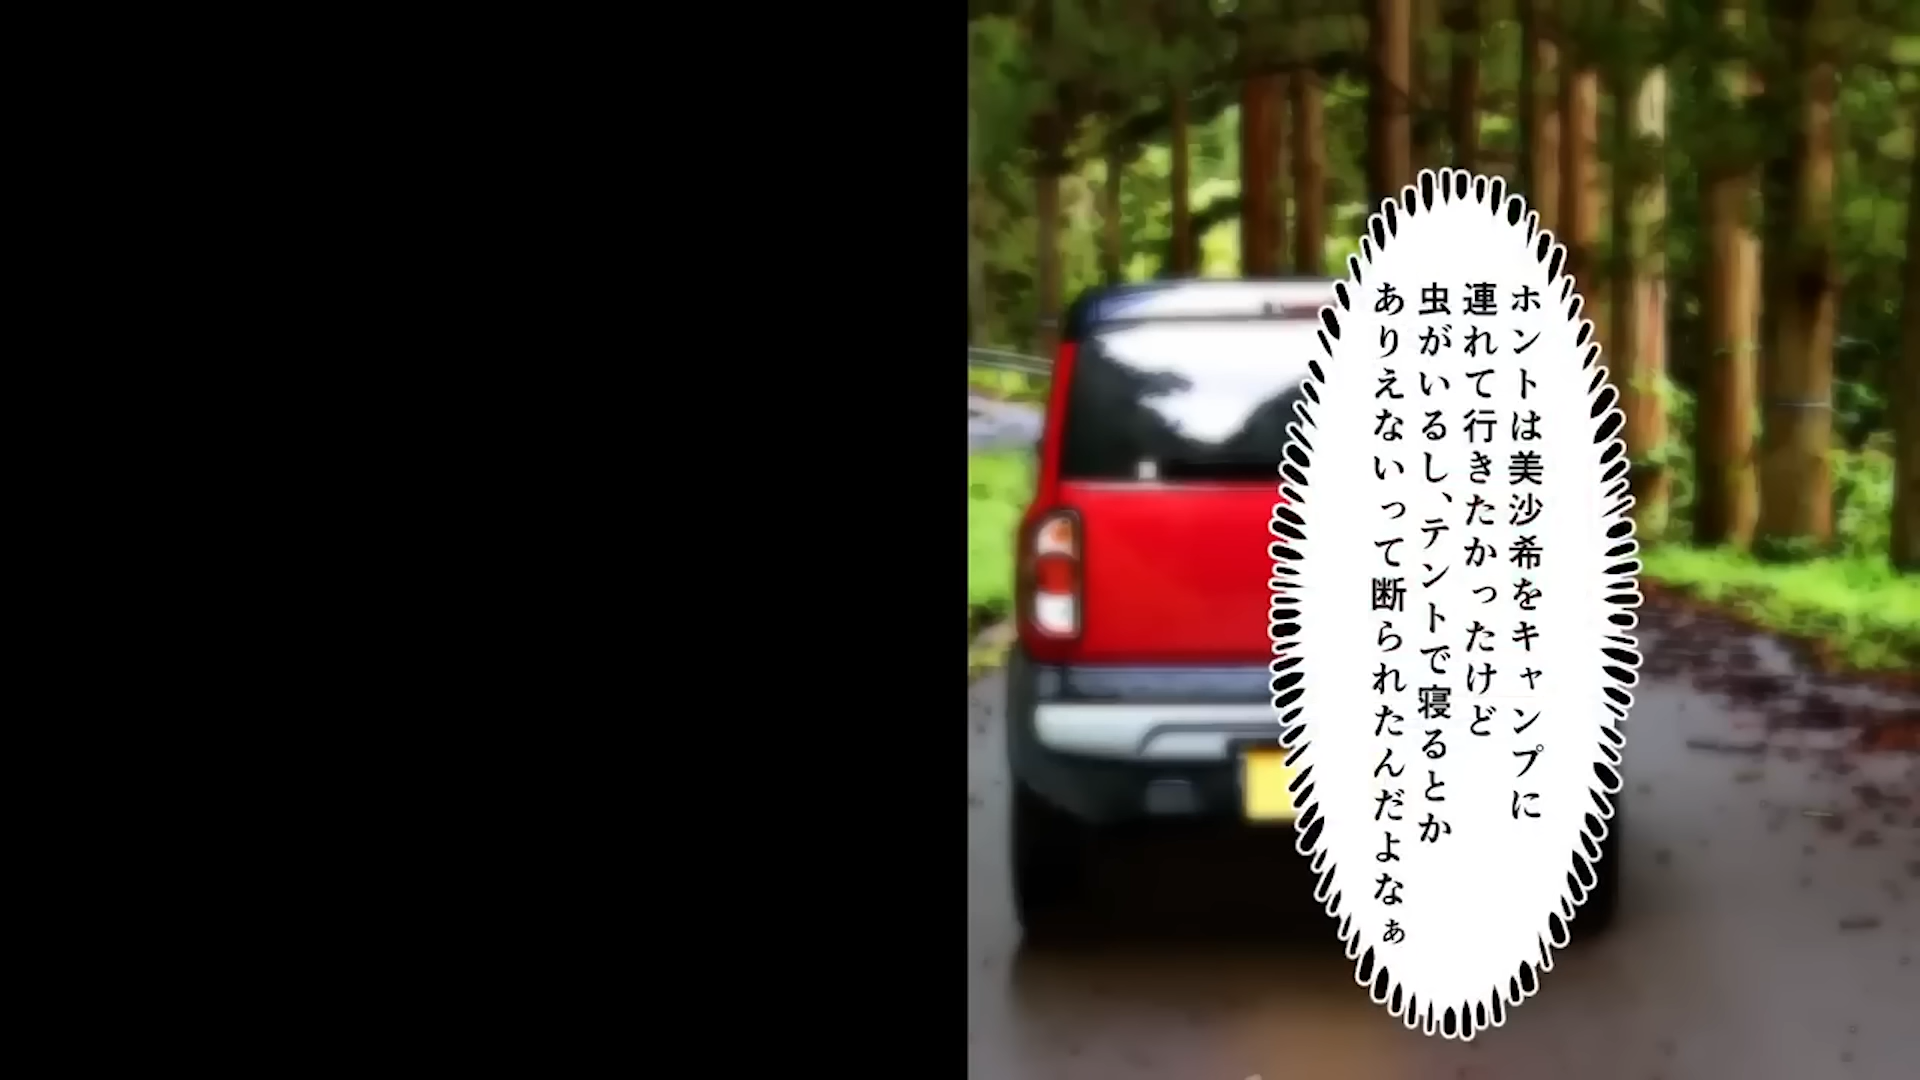 ホントは美沙希をキャンプに
連れて行きたかったけど
虫がいるし、テントで寝るとか
ありえないって断られたんだよなぁ